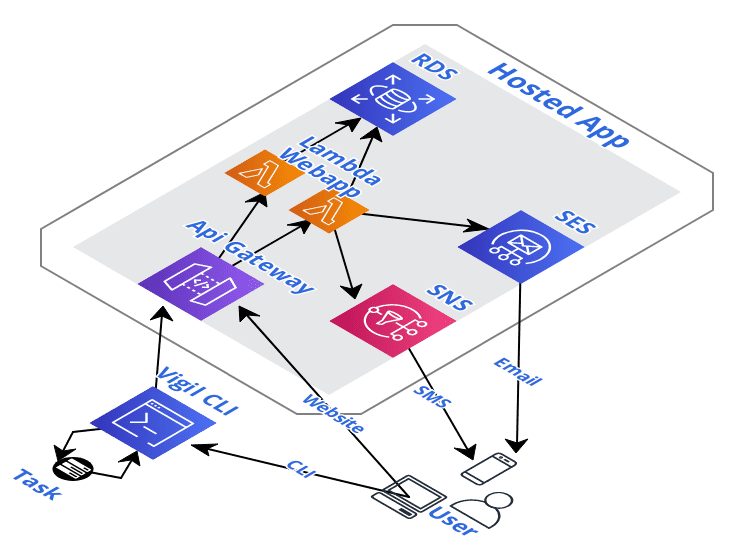 RDS
Hosted App
Lambda
Webapp
SES
Api Gateway
SNS
Email
Vigil CLI
SMS
Website
CLI
Task
User